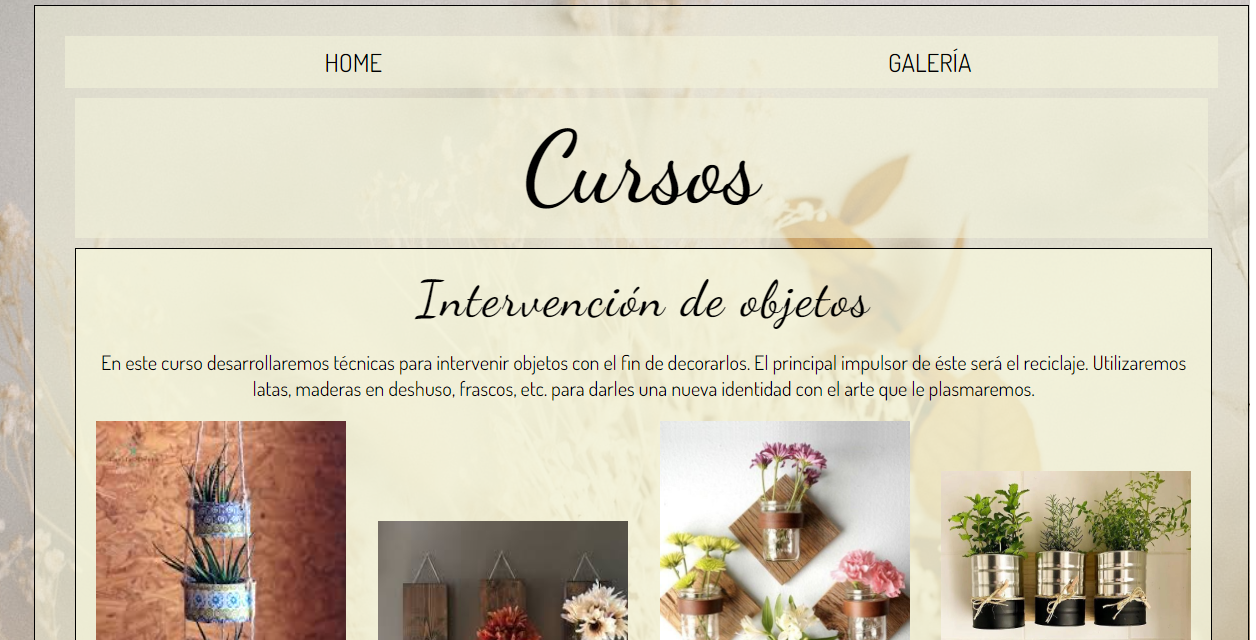 HOME GALERÍA
Cursos
Intervención de objetos
En este curso desarrollaremos técnicas para intervenir objetos con el fin de decorarlos. El principal impulsor de éste será el reciclaje. Utilizaremos
latas, maderas en deshuso, frascos, etc. para darles una nueva identidad con el arte que le plasmaremos.